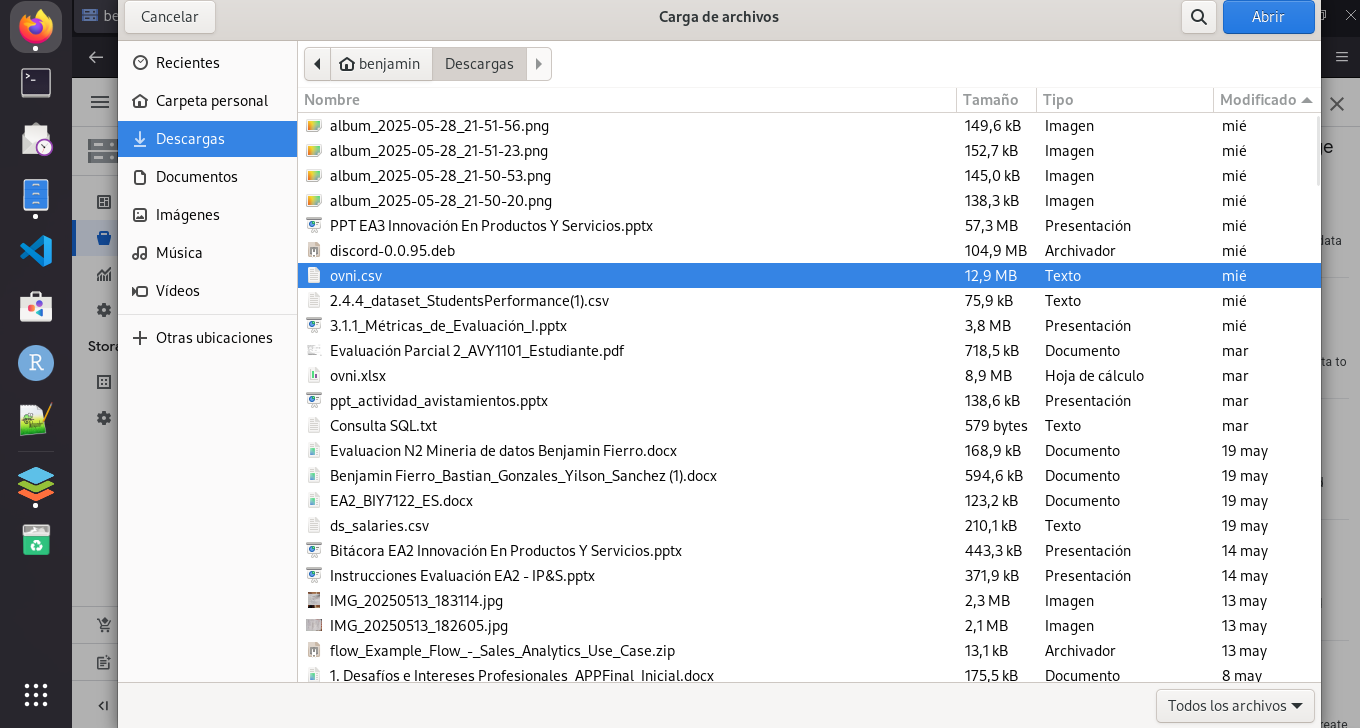 be
Cancelar
Carga de archivos
Abrir
Recientes
Carpeta personal
Descargas
Documentos
Imágenes
Música
Vídeos
Otras ubicaciones
benjamin Descargas
Nombre Tamaño Tipo Modificado
album_2025-05-28_21-51-56.png 149,6 kB Imagen mié
album_2025-05-28_21-51-23.png 152,7 kB Imagen mié
album_2025-05-28_21-50-53.png 145,0 kB Imagen mié
album_2025-05-28_21-50-20.png 138,3 kB Imagen mié
PPT EA3 Innovación En Productos Y Servicios.pptx 57,3 MB Presentación mié
discord-0.0.95.deb 104,9 MB Archivador mié
ovni.csv 12,9 MB Texto mié
2.4.4_dataset_StudentsPerformance(1).csv 75,9 kB Texto mié
3.1.1_Métricas_de_Evaluación_I.pptx 3,8 MB Presentación mié
Evaluación Parcial 2_AVY1101_Estudiante.pdf 718,5 kB Documento mar
ovni.xlsx 8,9 MB Hoja de cálculo mar
ppt_actividad_avistamientos.pptx 138,6 kB Presentación mar
Consulta SQL.txt 579 bytes Texto mar
Evaluacion N2 Mineria de datos Benjamin Fierro.docx 168,9 kB Documento 19 may
Benjamin Fierro_Bastian_Gonzales_Yilson_Sanchez (1).docx 594,6 kB Documento 19 may
EA2_BIY7122_ES.docx 123,2 kB Documento 19 may
ds_salaries.csv 210,1 kB Texto 19 may
Bitácora EA2 Innovación En Productos Y Servicios.pptx 443,3 kB Presentación 14 may
Instrucciones Evaluación EA2 - IP&S.pptx 371,9 kB Presentación 14 may
IMG_20250513_183114.jpg 2,3 MB Imagen 13 may
IMG_20250513_182605.jpg 2,1 MB Imagen 13 may
flow_Example_Flow_-_Sales_Analytics_Use_Case.zip 13,1 kB Archivador 13 may
1. Desafíos e Intereses Profesionales_APPFinal_Inicial.docx 175,5 kB Documento 8 may
Todos los archivos
Stora
R
ge
data
ta to
reate